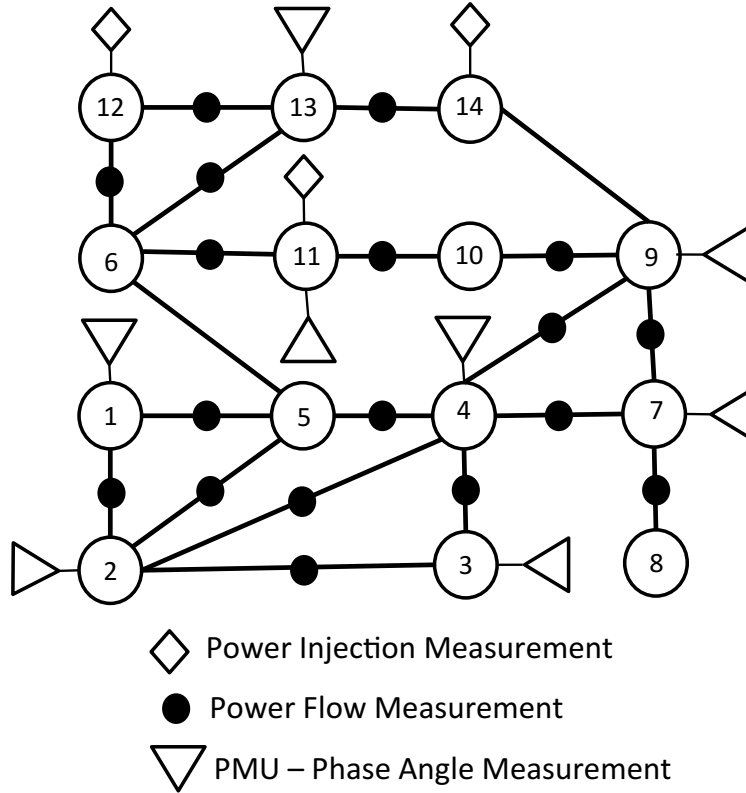 12 13 14
6 11 10 9
1 5 4 7
2 3 8
Power Injection Measurement
Power Flow Measurement
PMU – Phase Angle Measurement